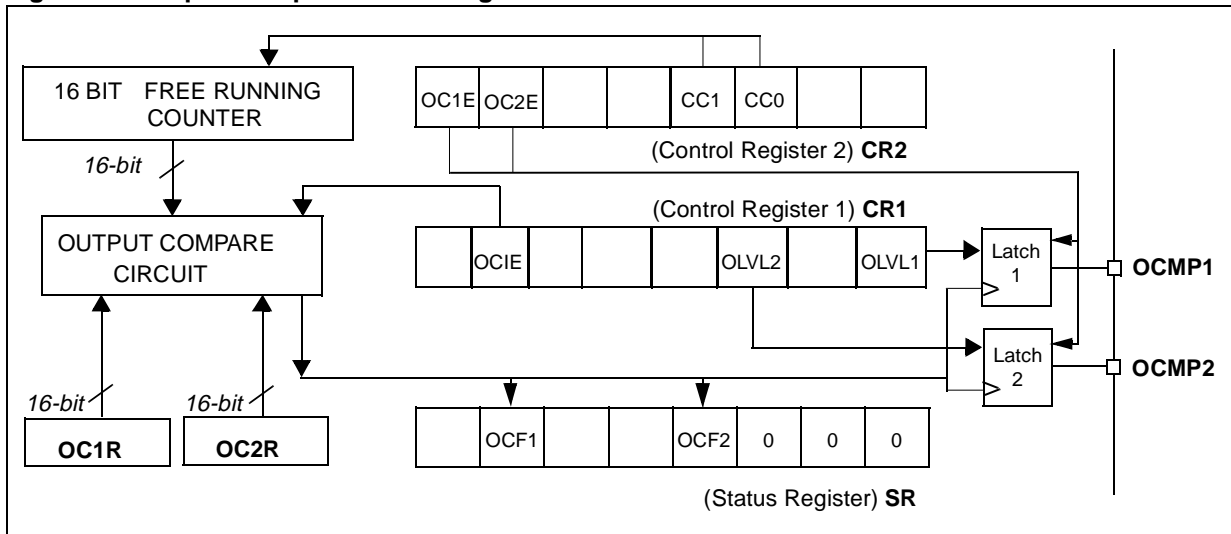 16 BIT FREE RUNNING
COUNTER
OC1E OC2E CC1 CC0
(Control Register 2) CR2
16-bit
(Control Register 1) CR1
OUTPUT COMPARE
CIRCUIT
OCIE OLVL2 OLVL1
Latch
1
OCMP1
Latch
2
OCMP2
16-bit 16-bit
OC1R OC2R
OCF1 OCF2 0 0 0
(Status Register) SR